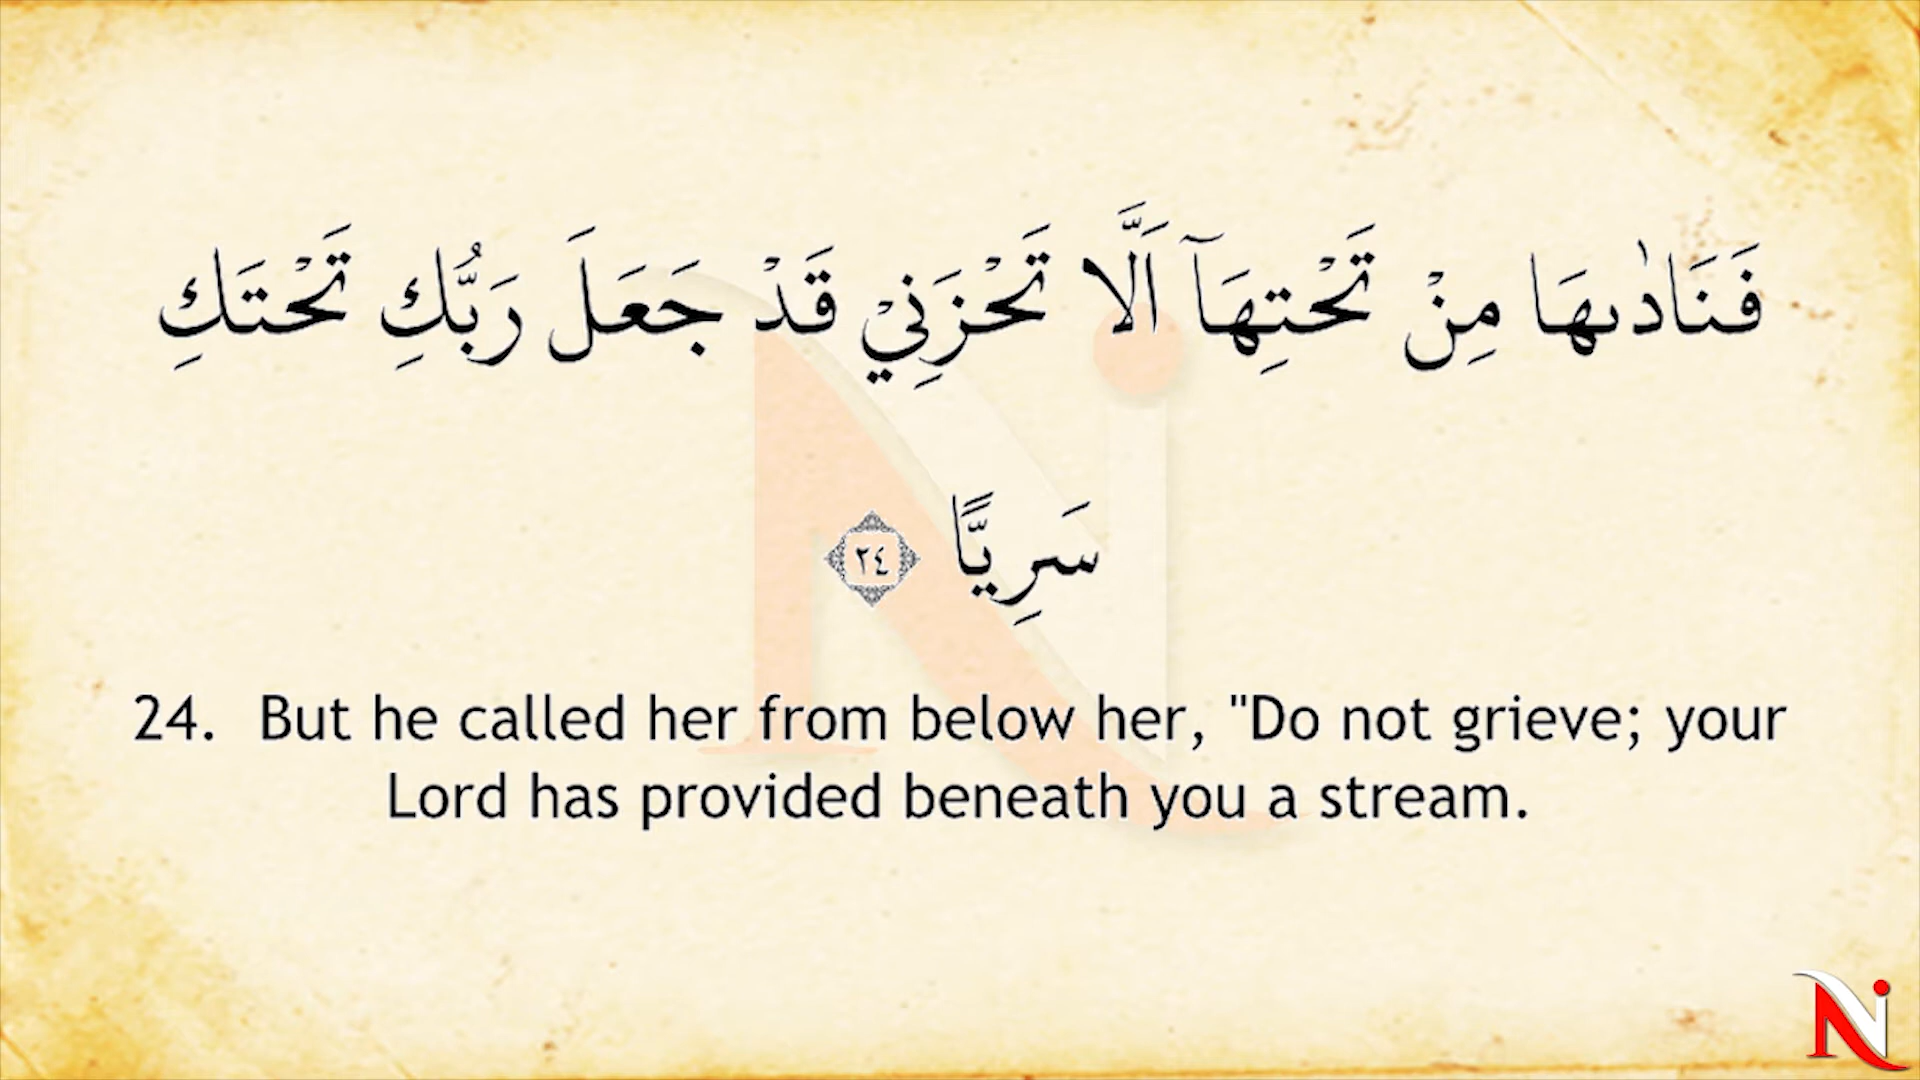 فَنَادٰىهَا مِنْ تَحْتِهَآ اَلَّا تَحْزَنِيْ قَدْ جَعَلَ رَبُّكِ تَحْتَكِ
سَرِيًّا ٢٤
24. But he called her from below her, "Do not grieve; your
Lord has provided beneath you a stream.
Ni